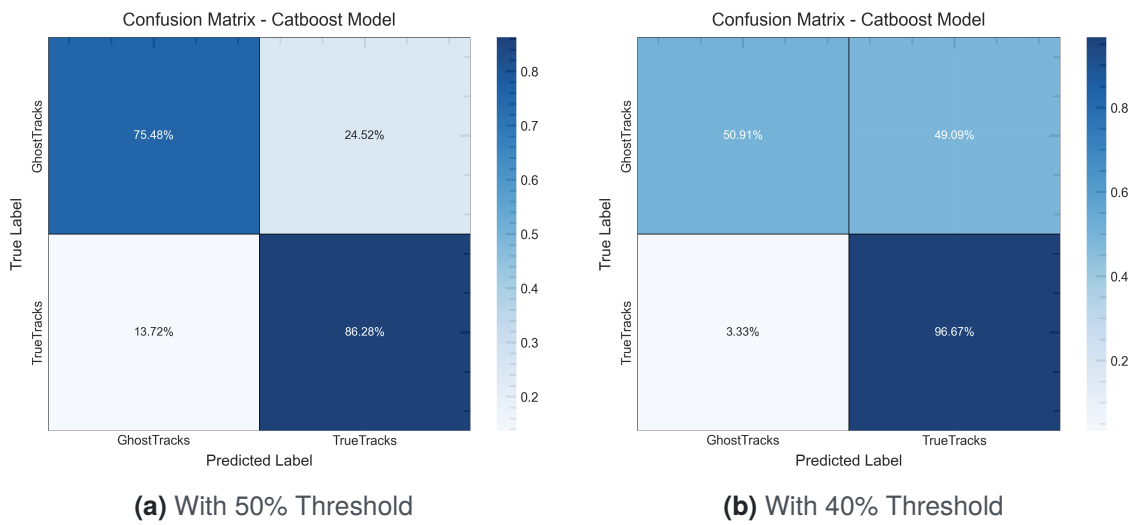 Confusion Matrix - Catboost Model
True Label
GhostTracks
TrueTracks
75.48%
24.52%
13.72%
86.28%
0.8
0.7
0.6
0.5
0.4
0.3
0.2
GhostTracks
TrueTracks
Predicted Label
(a) With 50% Threshold
Confusion Matrix - Catboost Model
True Label
GhostTracks
TrueTracks
50.91%
49.09%
3.33%
96.67%
0.8
0.6
0.4
0.2
GhostTracks
TrueTracks
Predicted Label
(b) With 40% Threshold